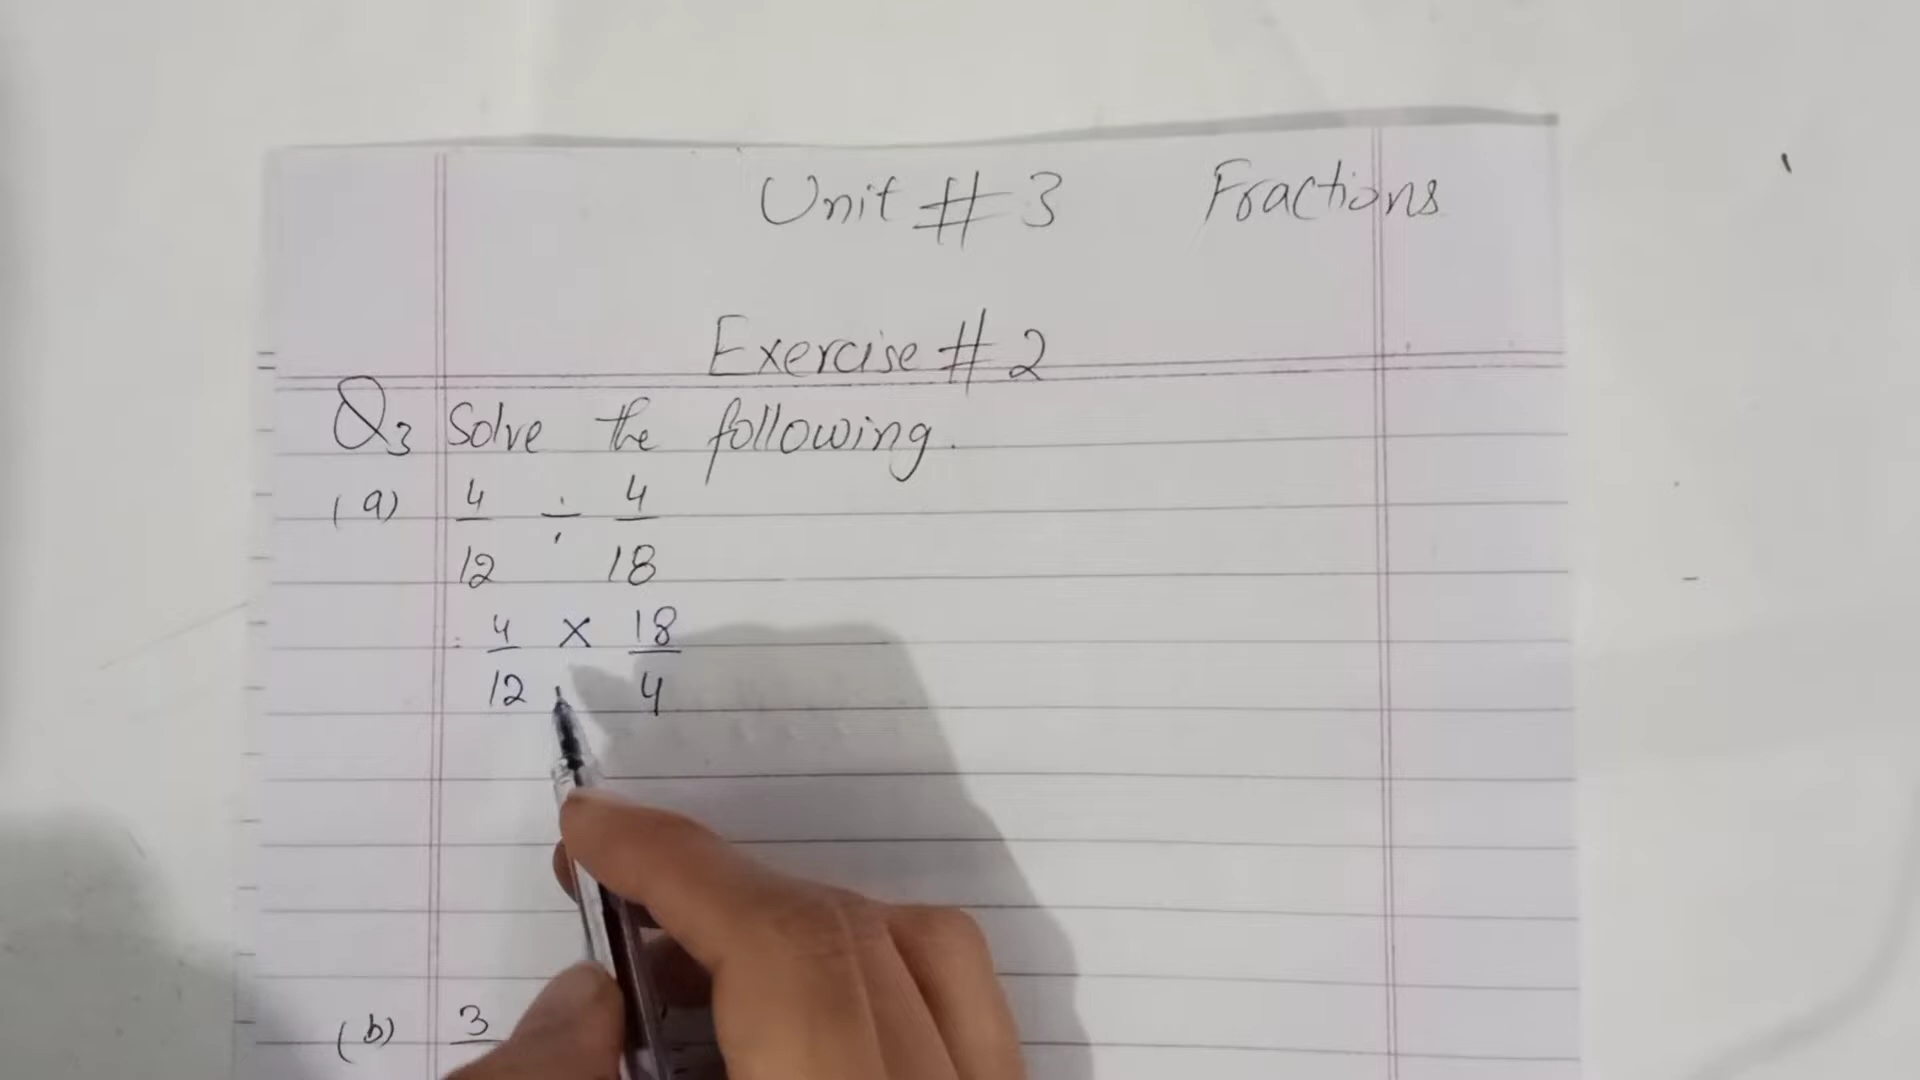 Unit # 3 Fractions
Exercise # 2
Q3 Solve the following.
(a) 4/12 ÷ 4/18
= 4/12 × 18/4
(b) 3